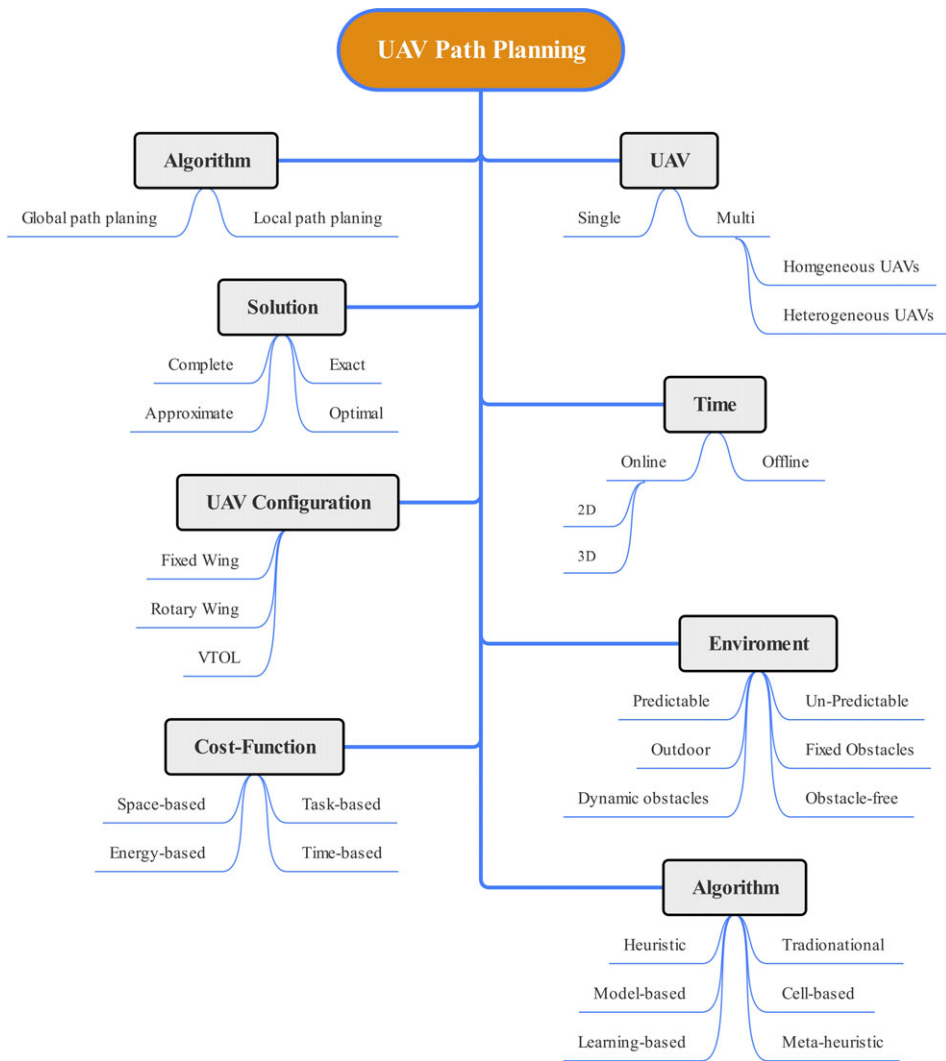 UAV Path Planning
Algorithm
Global path planing
Local path planing
Solution
Complete
Exact
Approximate
Optimal
UAV Configuration
Fixed Wing
Rotary Wing
VTOL
Cost-Function
Space-based
Task-based
Energy-based
Time-based
UAV
Single
Multi
Homgeneous UAVs
Heterogeneous UAVs
Time
Online
Offline
2D
3D
Enviroment
Predictable
Un-Predictable
Outdoor
Fixed Obstacles
Dynamic obstacles
Obstacle-free
Algorithm
Heuristic
Tradionational
Model-based
Cell-based
Learning-based
Meta-heuristic